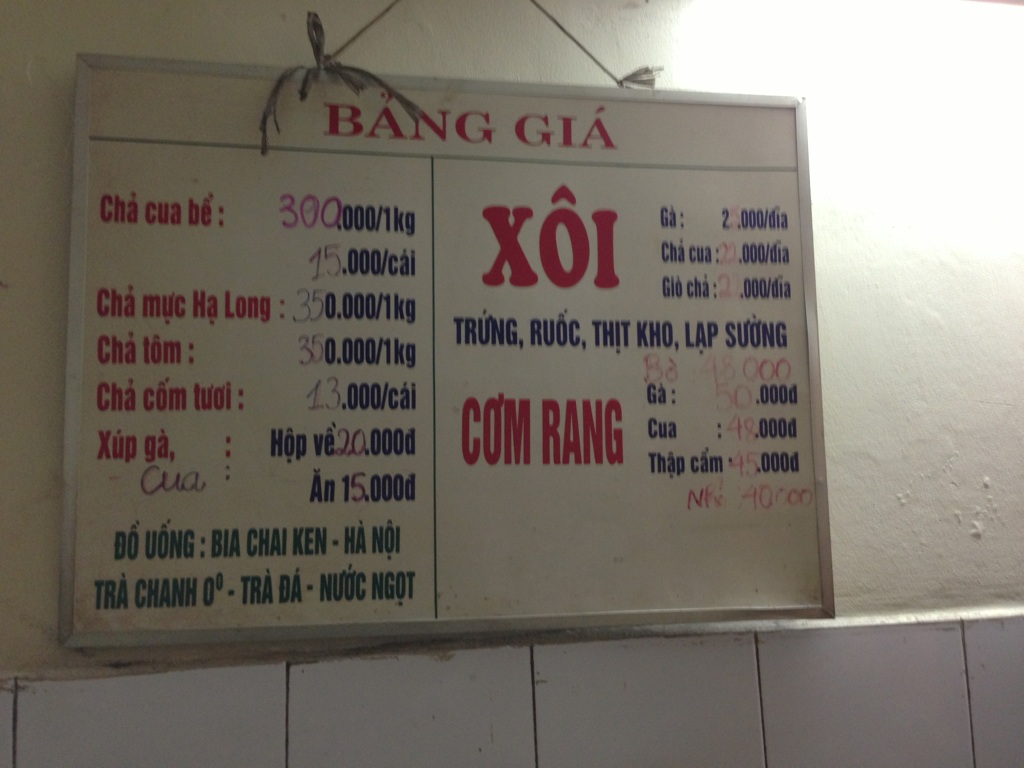 BẢNG GIÁ
Chả cua bể : 300.000/1kg
15.000/cái
Chả mực Hạ Long : 350.000/1kg
Chả tôm : 350.000/1kg
Chả cốm tươi : 13.000/cái
Xúp gà, : Hộp về 20.000đ
Cua : Ăn 15.000đ
ĐỒ UỐNG : BIA CHAI KEN - HÀ NỘI
TRÀ CHANH 0⁰ - TRÀ ĐÁ - NƯỚC NGỌT
XÔI
Gà : .000/đĩa
Chả cua : .000/đĩa
Giò chả : .000/đĩa
TRỨNG, RUỐC, THỊT KHO, LẠP SƯỜNG
CƠM RANG
Bò 48.000
Gà : 50.000đ
Cua : 48.000đ
Thập cẩm : 45.000đ
40.000